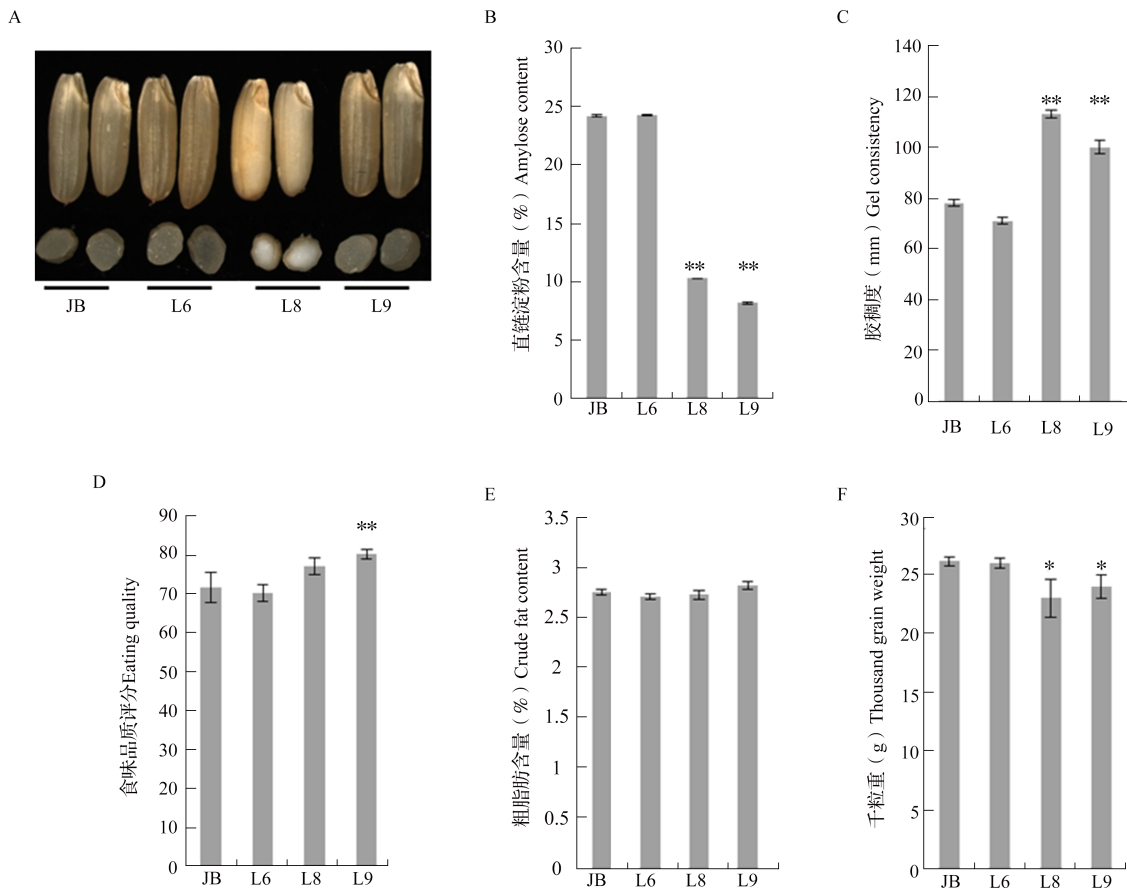 A
JB L6 L8 L9
B
直链淀粉含量（%）Amylose content
30
25
20
15
10
5
0
** **
JB L6 L8 L9
C
胶稠度（mm）Gel consistency
140
120
100
80
60
40
20
0
** **
JB L6 L8 L9
D
食味品质评分Eating quality
90
80
70
60
50
40
30
20
10
0
**
JB L6 L8 L9
E
粗脂肪含量（%）Crude fat content
3.5
3
2.5
2
1.5
1
0.5
0
JB L6 L8 L9
F
千粒重（g）Thousand grain weight
30
25
20
15
10
5
0
* *
JB L6 L8 L9